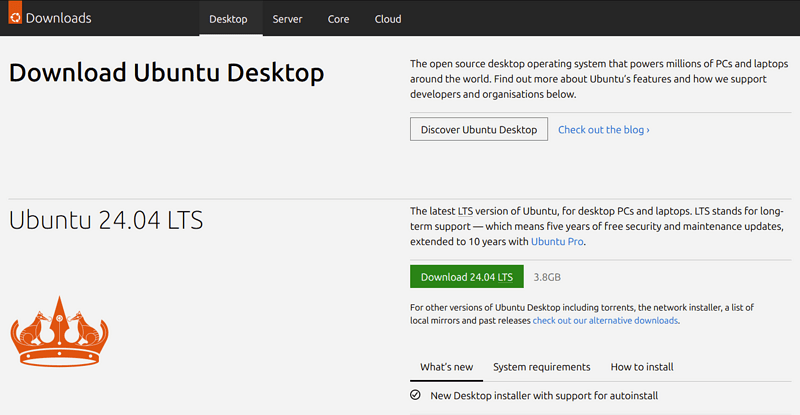 Downloads
Desktop Server Core Cloud
Download Ubuntu Desktop
The open source desktop operating system that powers millions of PCs and laptops
around the world. Find out more about Ubuntu's features and how we support
developers and organisations below.
Discover Ubuntu Desktop Check out the blog ›
Ubuntu 24.04 LTS
The latest LTS version of Ubuntu, for desktop PCs and laptops. LTS stands for long-
term support — which means five years of free security and maintenance updates,
extended to 10 years with Ubuntu Pro.
Download 24.04 LTS 3.8GB
For other versions of Ubuntu Desktop including torrents, the network installer, a list of
local mirrors and past releases check out our alternative downloads.
What's new System requirements How to install
New Desktop installer with support for autoinstall